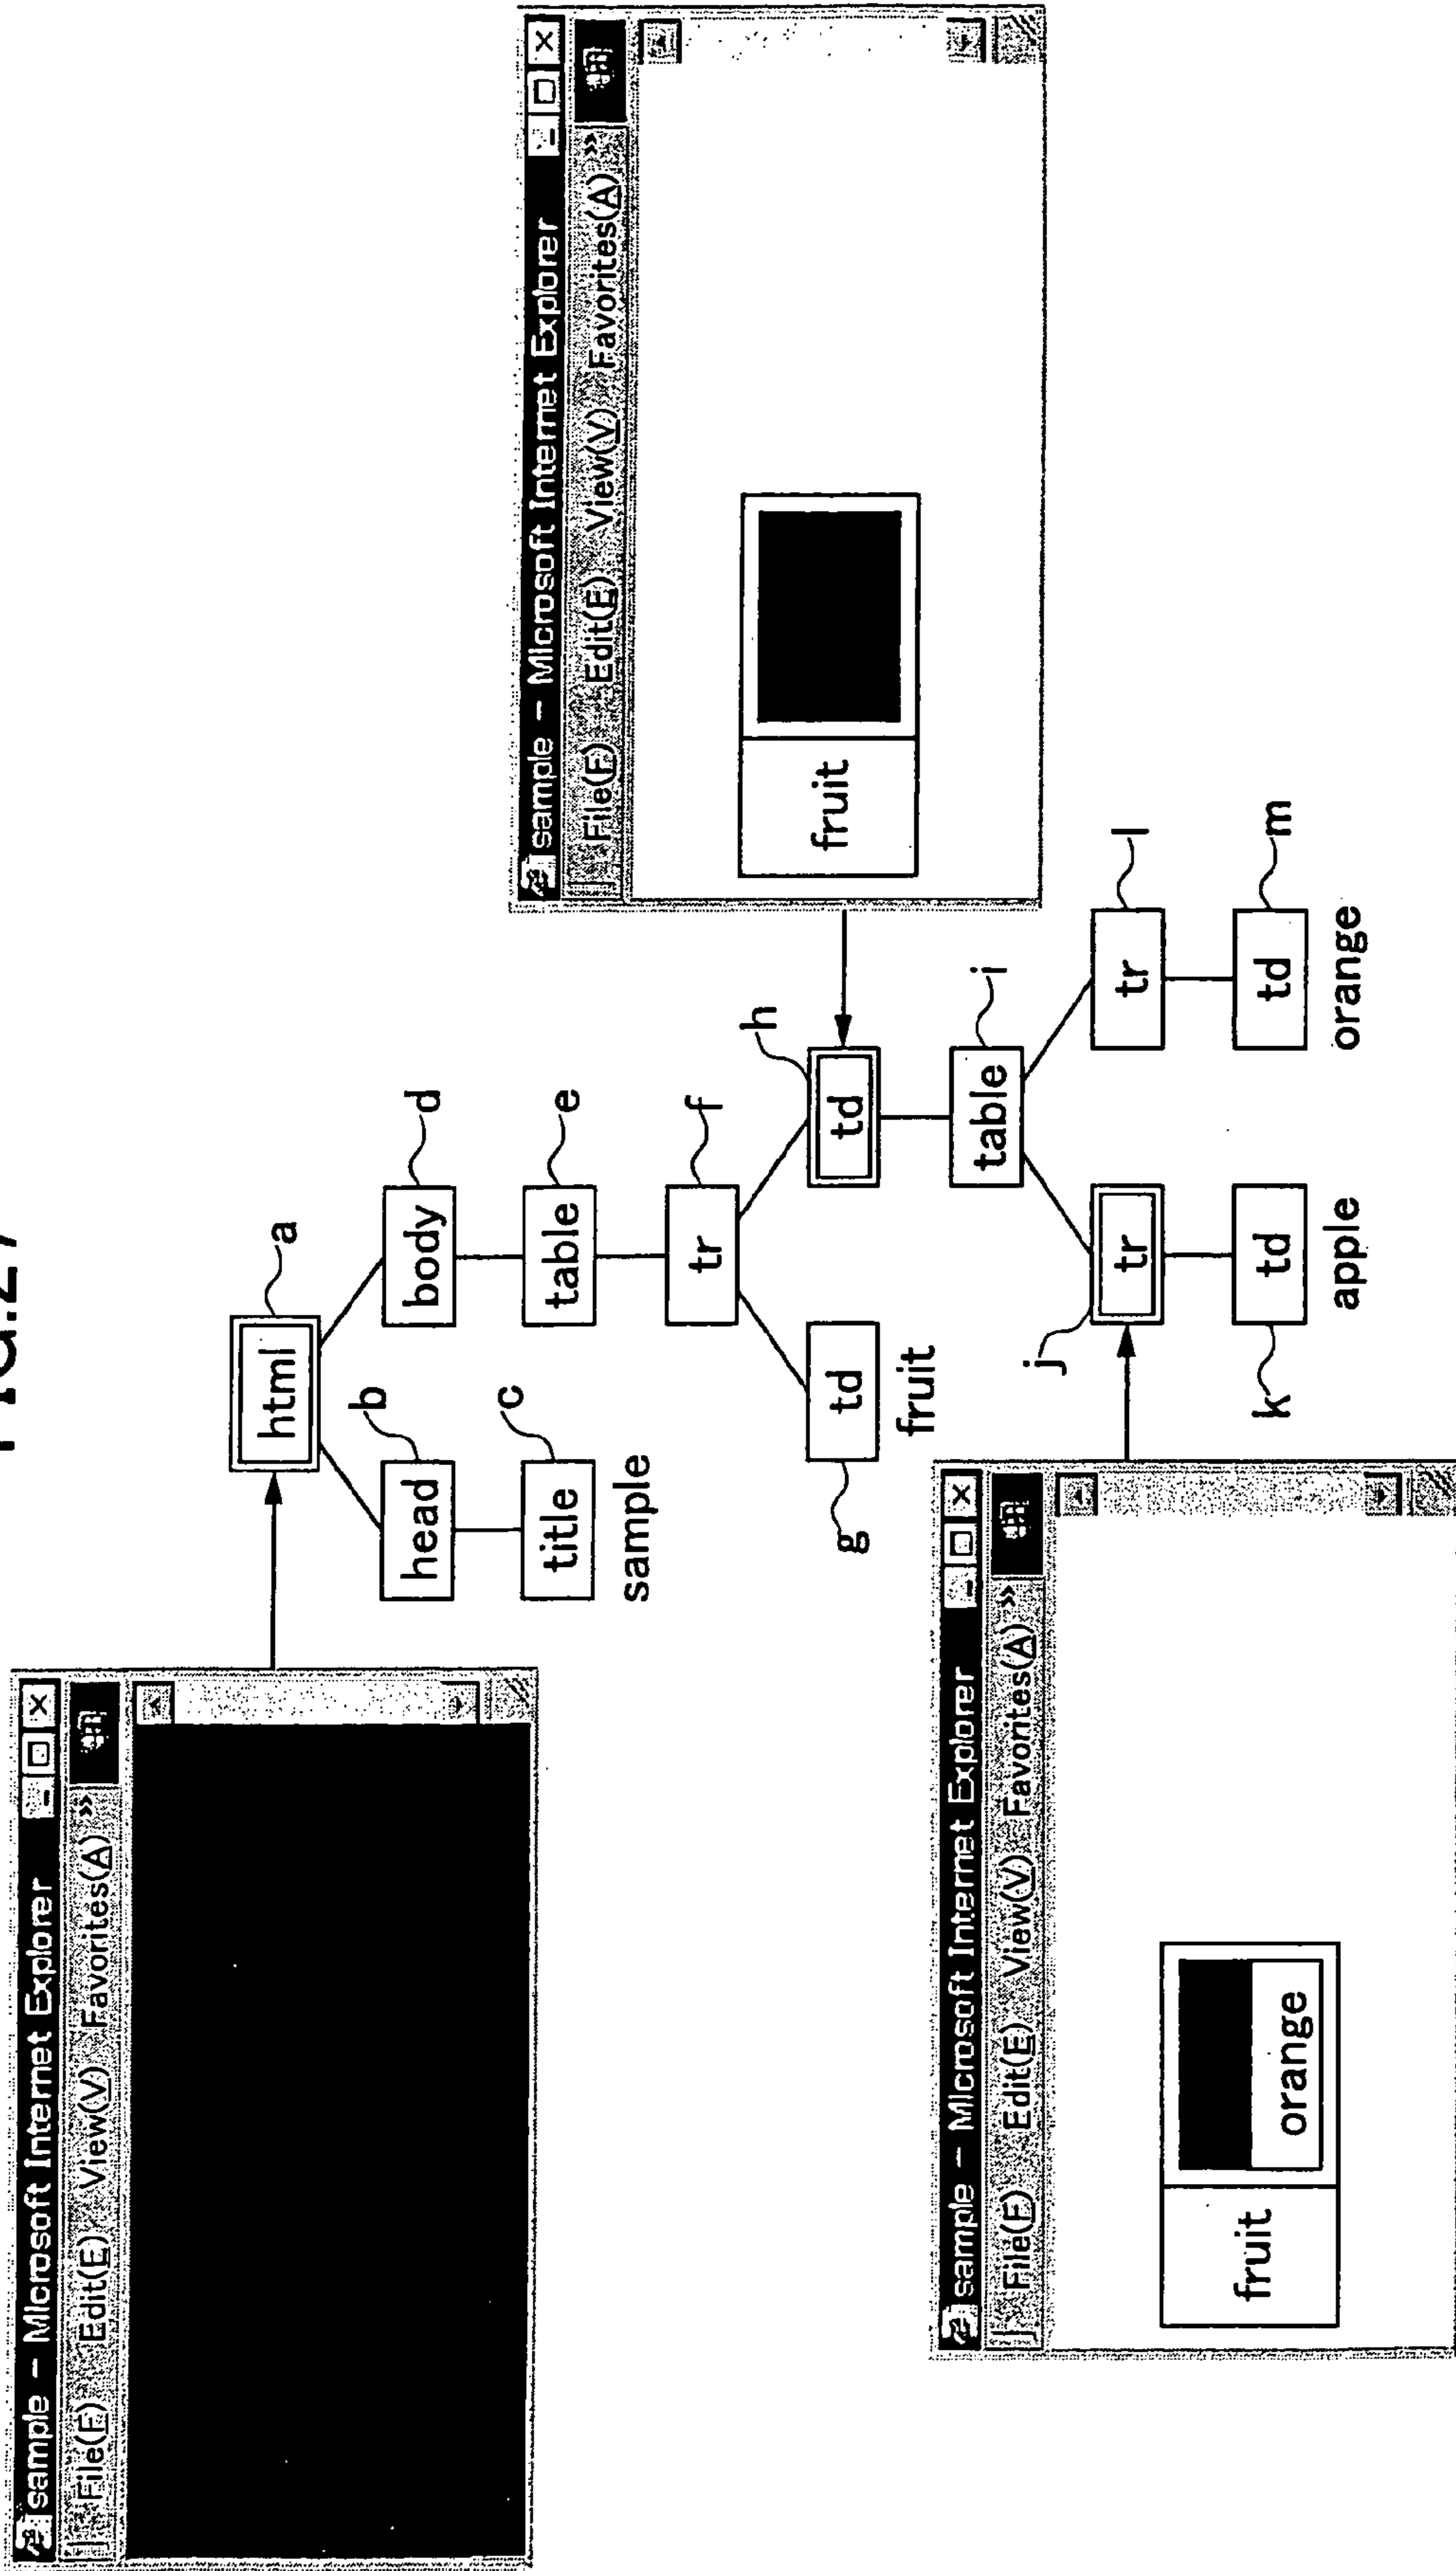 FIG.27
sample - Microsoft Internet Explorer
File(F) Edit(E) View(V) Favorites(A) »
html
a
head
b
body
d
title
c
sample
table
e
tr
f
td
g
fruit
td
h
sample - Microsoft Internet Explorer
File(F) Edit(E) View(V) Favorites(A) »
fruit
table
i
tr
j
tr
l
td
k
apple
td
m
orange
sample - Microsoft Internet Explorer
File(F) Edit(E) View(V) Favorites(A) »
fruit
orange